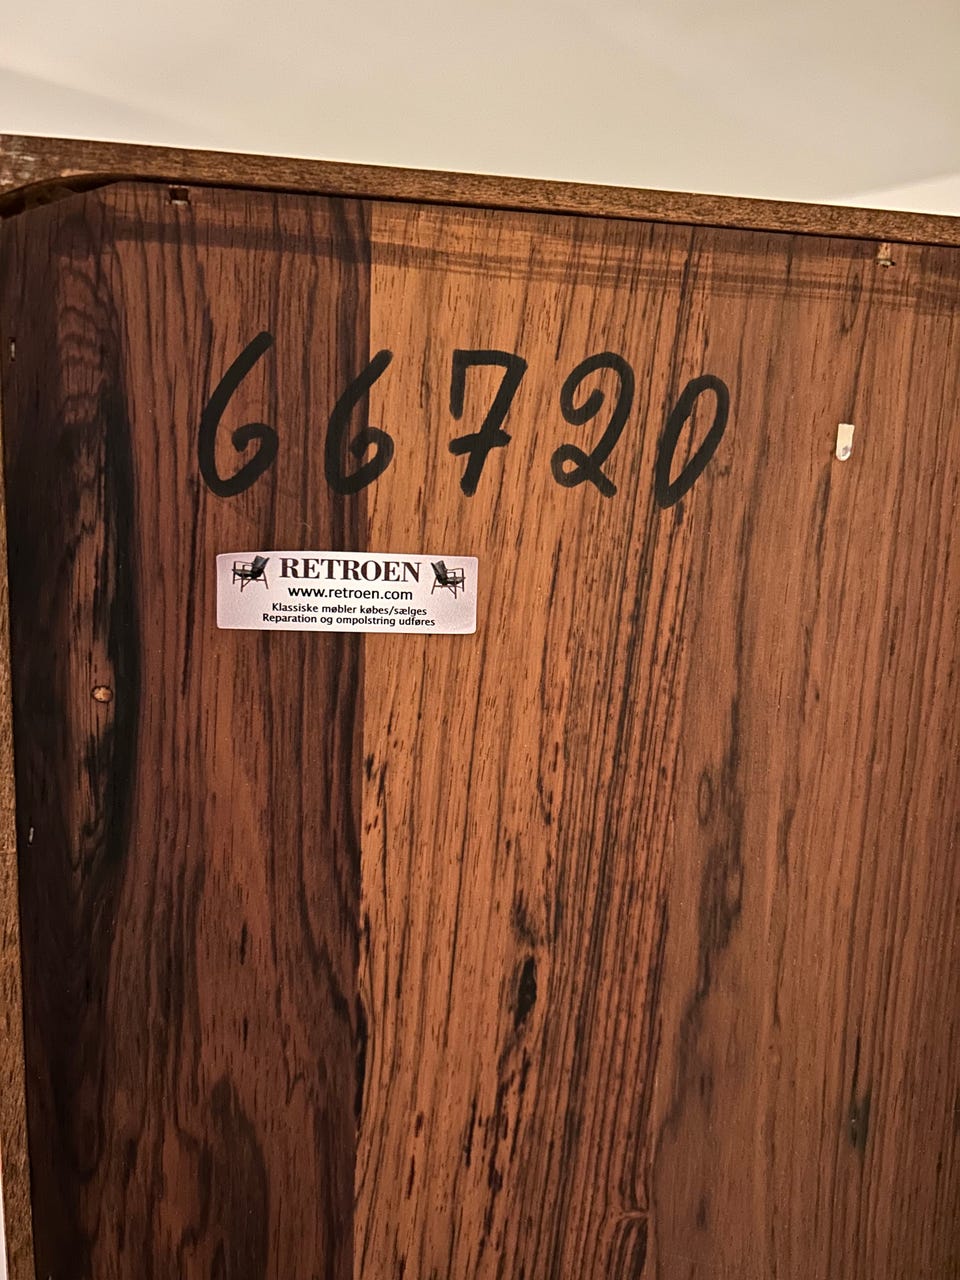 66720
RETROEN
www.retroen.com
Klassiske møbler købes/sælges
Reparation og ompolstring udføres